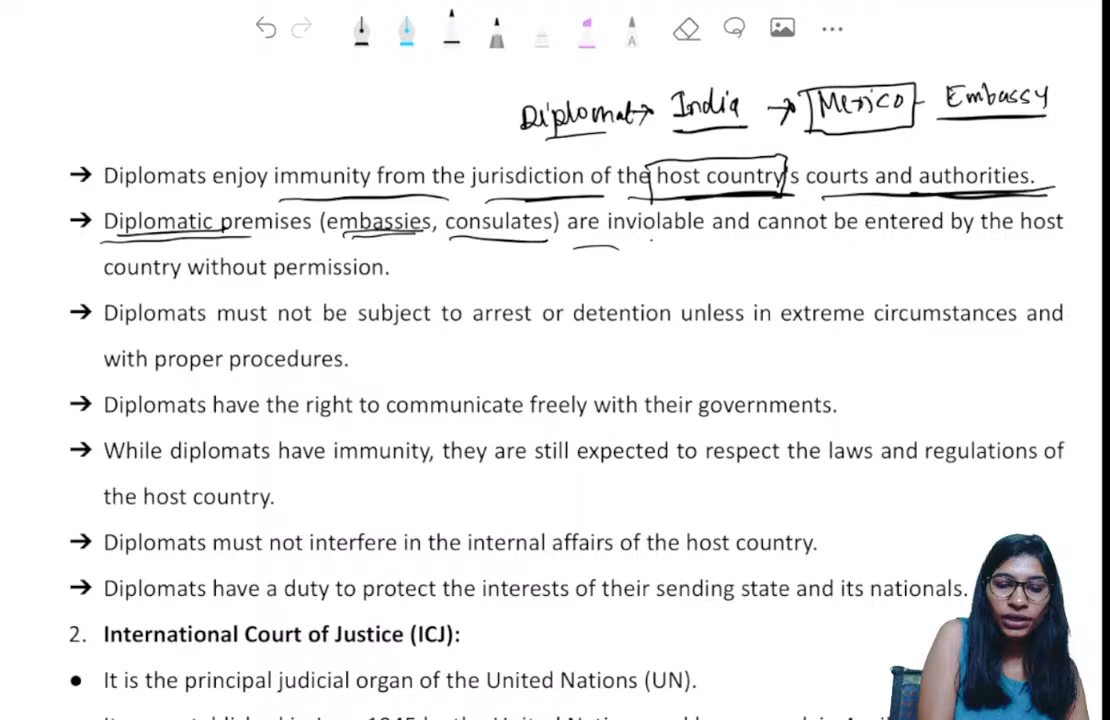 Diplomat → India → Mexico - Embassy
→ Diplomats enjoy immunity from the jurisdiction of the host country's courts and authorities.
→ Diplomatic premises (embassies, consulates) are inviolable and cannot be entered by the host
country without permission.
→ Diplomats must not be subject to arrest or detention unless in extreme circumstances and
with proper procedures.
→ Diplomats have the right to communicate freely with their governments.
→ While diplomats have immunity, they are still expected to respect the laws and regulations of
the host country.
→ Diplomats must not interfere in the internal affairs of the host country.
→ Diplomats have a duty to protect the interests of their sending state and its nationals.
2. International Court of Justice (ICJ):
● It is the principal judicial organ of the United Nations (UN).